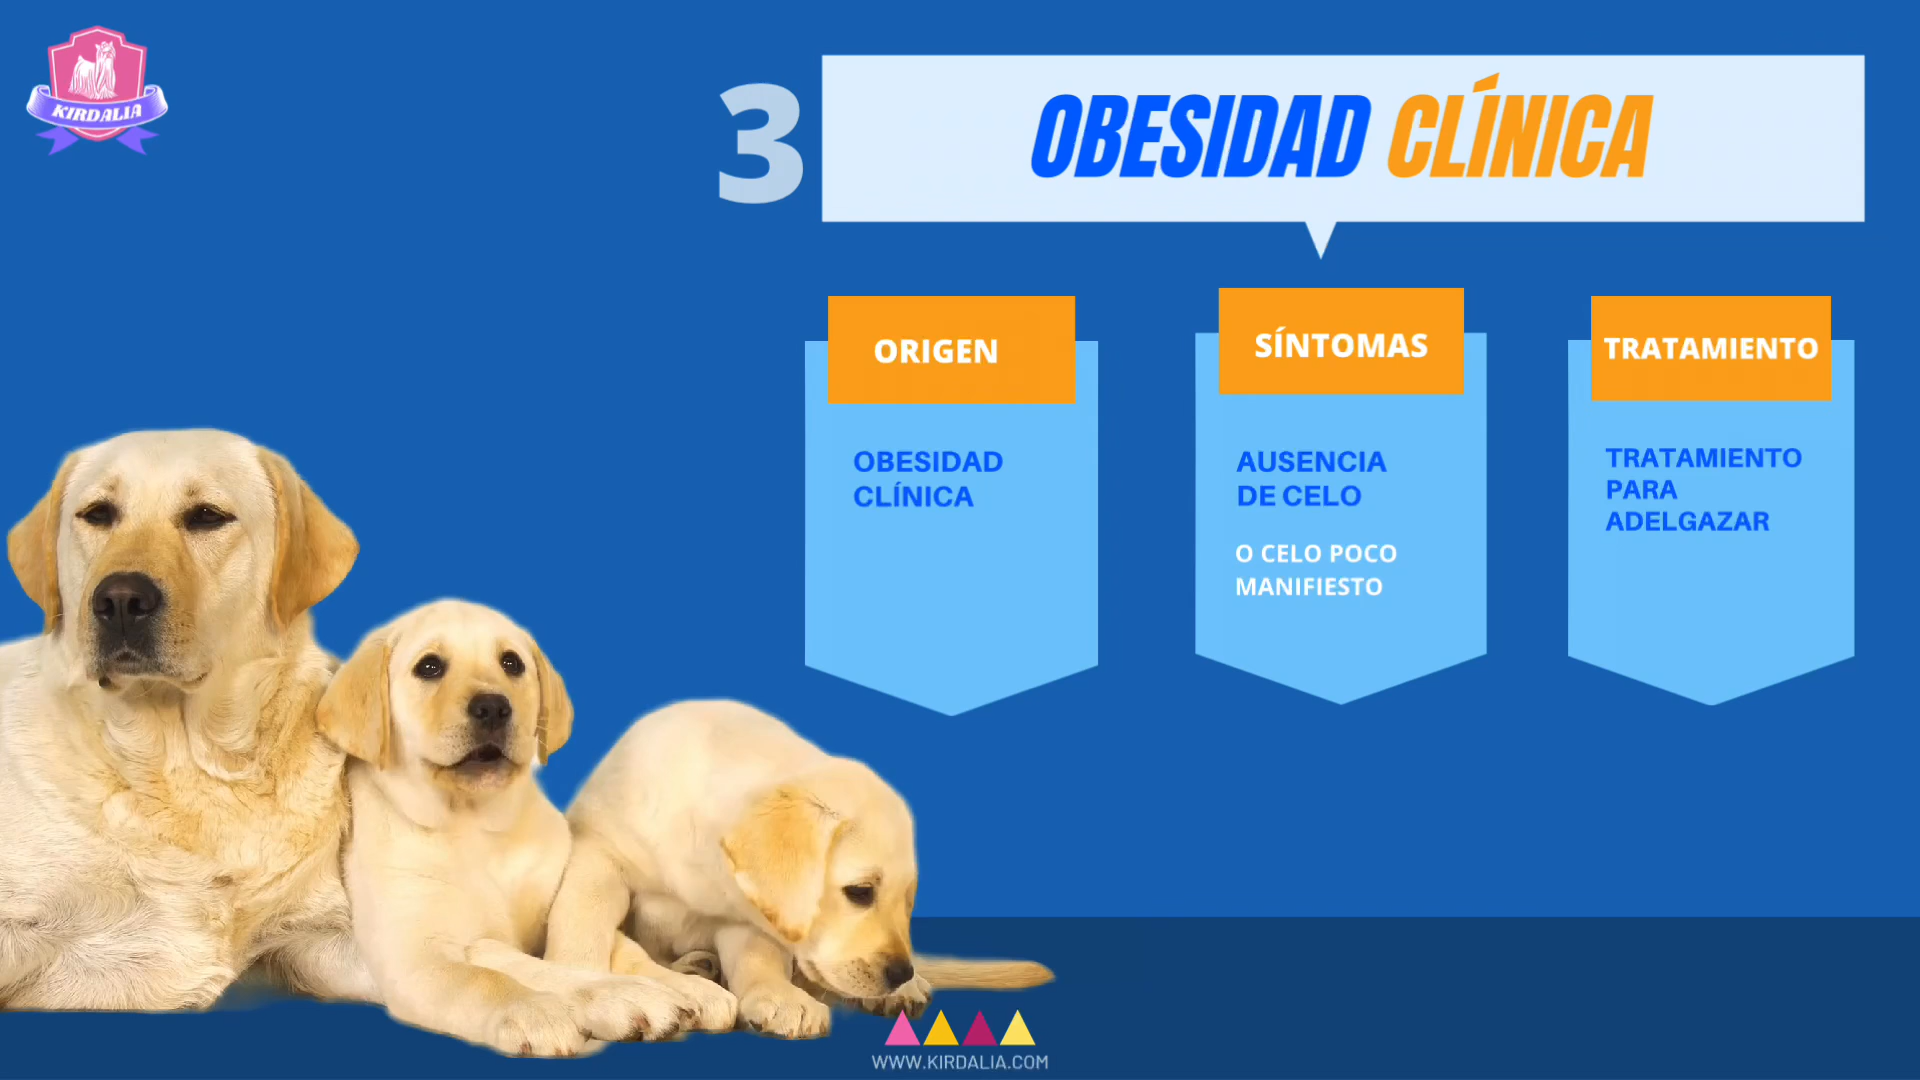 KIRDALIA
3
OBESIDAD CLÍNICA
ORIGEN
OBESIDAD
CLÍNICA
SÍNTOMAS
AUSENCIA
DE CELO
O CELO POCO
MANIFIESTO
TRATAMIENTO
TRATAMIENTO
PARA
ADELGAZAR
WWW.KIRDALIA.COM